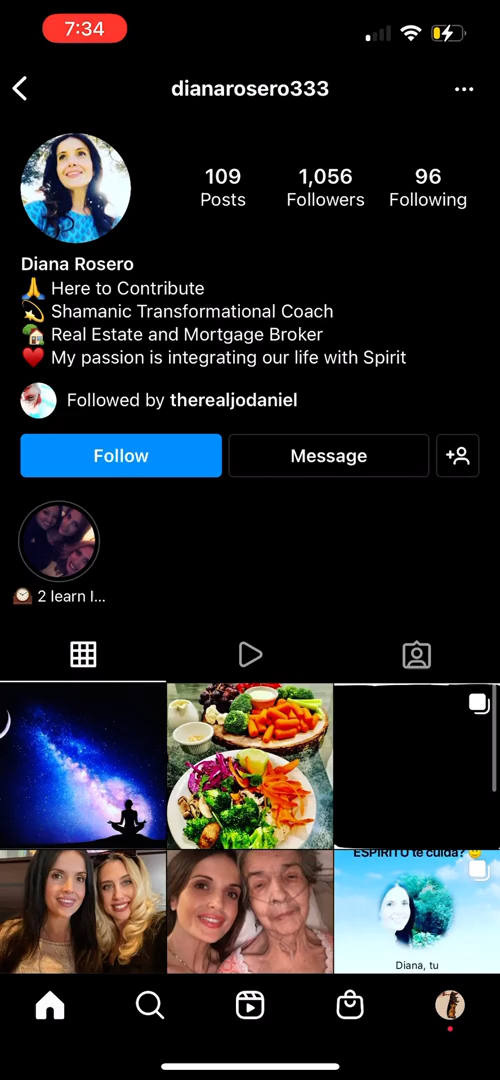 7:34
dianarosero333
109
Posts
1,056
Followers
96
Following
Diana Rosero
🙏 Here to Contribute
💫 Shamanic Transformational Coach
🏡 Real Estate and Mortgage Broker
♥️ My passion is integrating our life with Spirit
Followed by therealjodaniel
Follow
Message
🕰️ 2 learn l...
ESPÍRITU te cuida? 🙂
Diana, tu